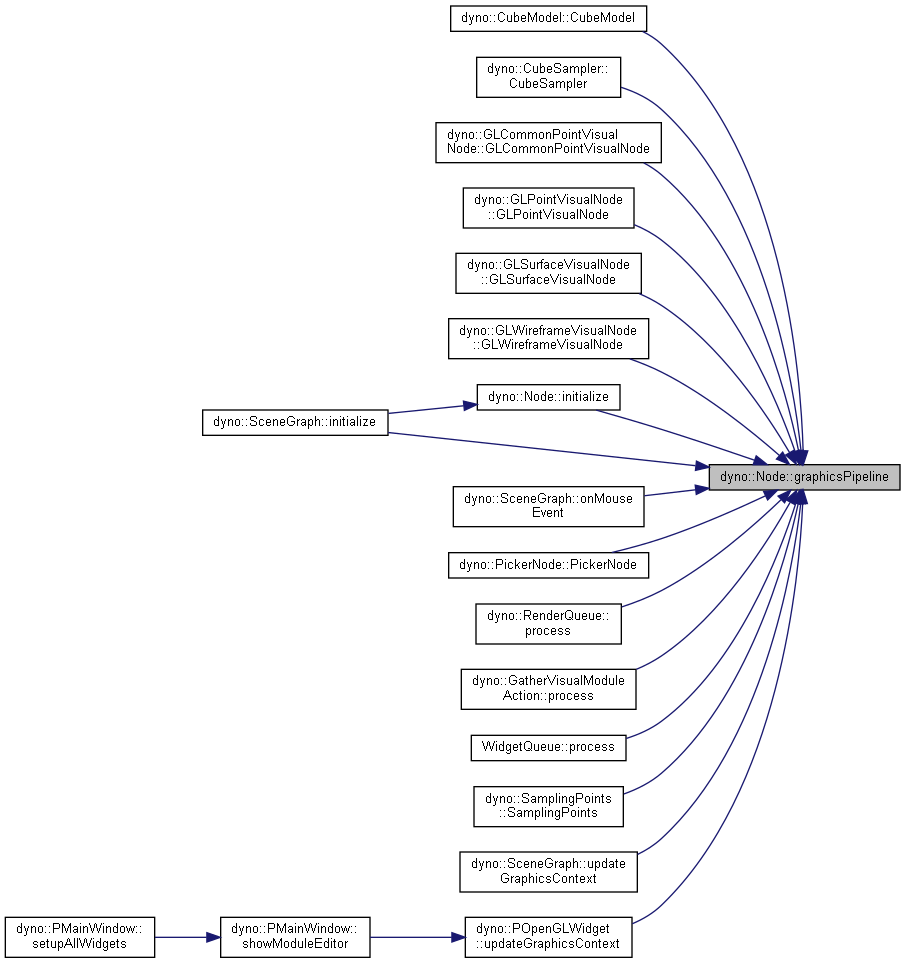 dyno::CubeModel::CubeModel
dyno::CubeSampler::
CubeSampler
dyno::GLCommonPointVisual
Node::GLCommonPointVisualNode
dyno::GLPointVisualNode
::GLPointVisualNode
dyno::GLSurfaceVisualNode
::GLSurfaceVisualNode
dyno::GLWireframeVisualNode
::GLWireframeVisualNode
dyno::Node::initialize
dyno::SceneGraph::initialize
dyno::Node::graphicsPipeline
dyno::SceneGraph::onMouse
Event
dyno::PickerNode::PickerNode
dyno::RenderQueue::
process
dyno::GatherVisualModule
Action::process
WidgetQueue::process
dyno::SamplingPoints
::SamplingPoints
dyno::SceneGraph::update
GraphicsContext
dyno::PMainWindow::
setupAllWidgets
dyno::PMainWindow::
showModuleEditor
dyno::POpenGLWidget
::updateGraphicsContext